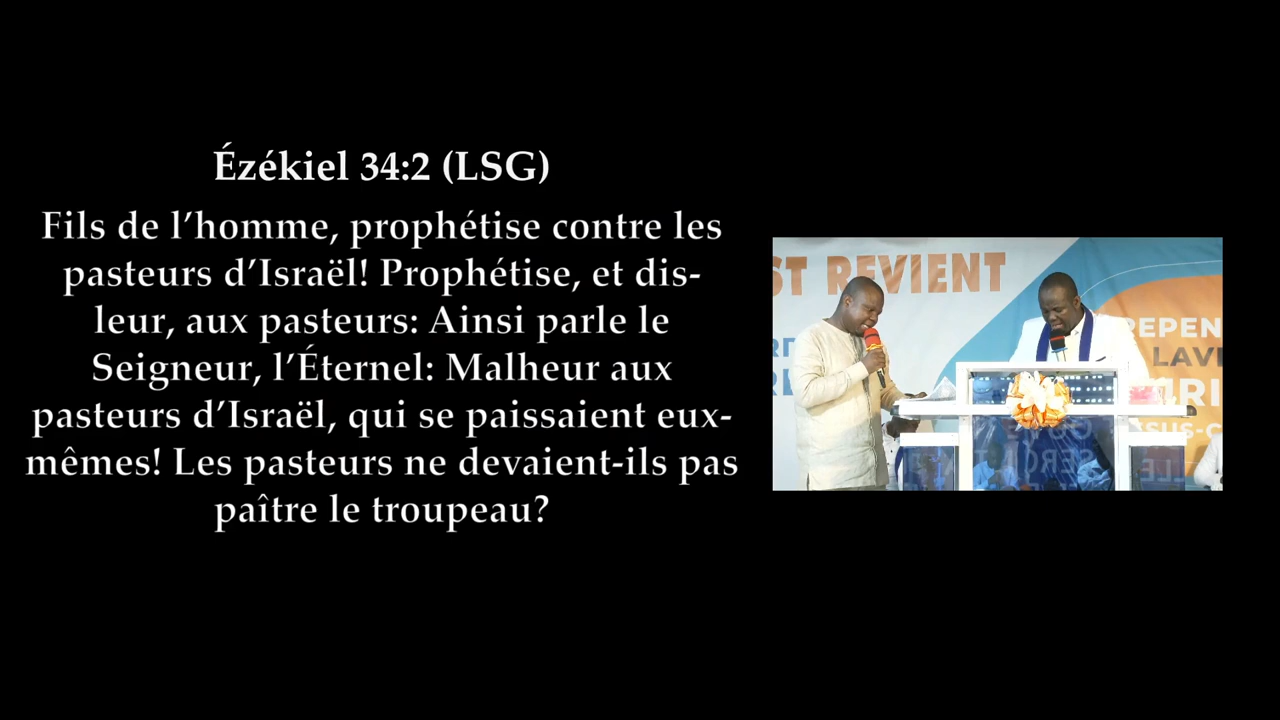 Ézékiel 34:2 (LSG)
Fils de l’homme, prophétise contre les
pasteurs d’Israël! Prophétise, et dis-
leur, aux pasteurs: Ainsi parle le
Seigneur, l’Éternel: Malheur aux
pasteurs d’Israël, qui se paissaient eux-
mêmes! Les pasteurs ne devaient-ils pas
paître le troupeau?
ST REVIENT
REPEN
LAVE